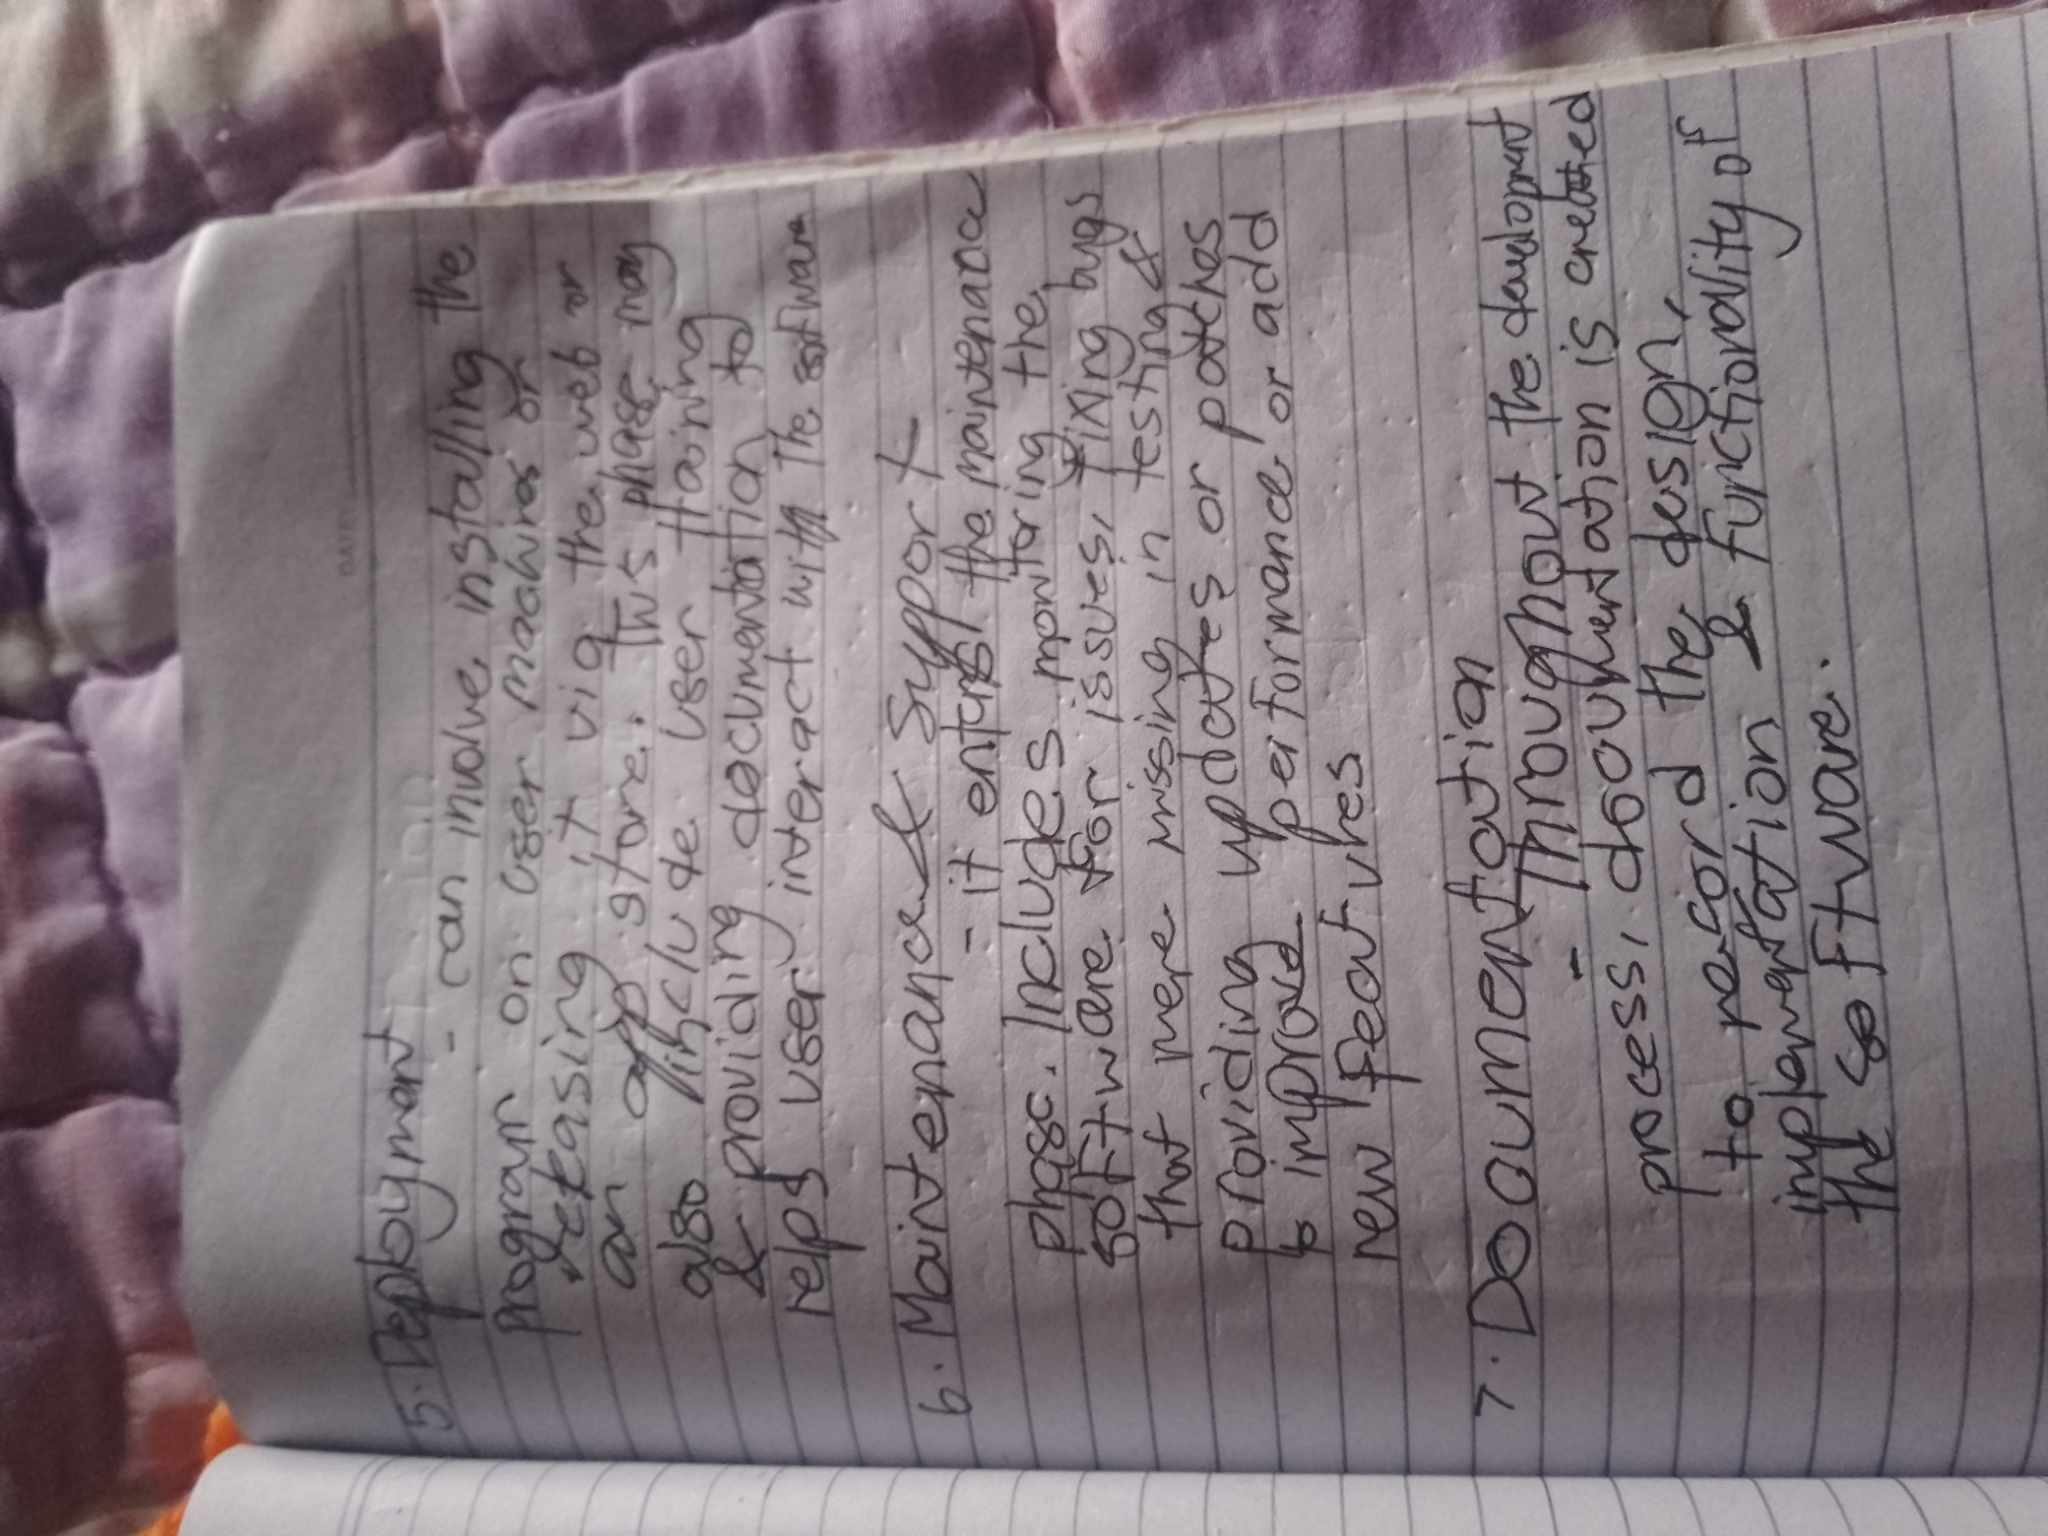 5. Deployment
- can involve installing the
program on user machines or
releasing it via the web or
an app store. This phase may
also include user training
& providing documentation to
help user interact with the software
6. Maintenance & Support
- it enters the maintenance
phase. Includes monitoring the
software for issues, fixing bugs
that were missing in testing &
providing updates or patches
to improve performance or add
new features
7. Documentation
- Throughout the development
process, documentation is created
to record the design,
implementation & functionality of
the software.